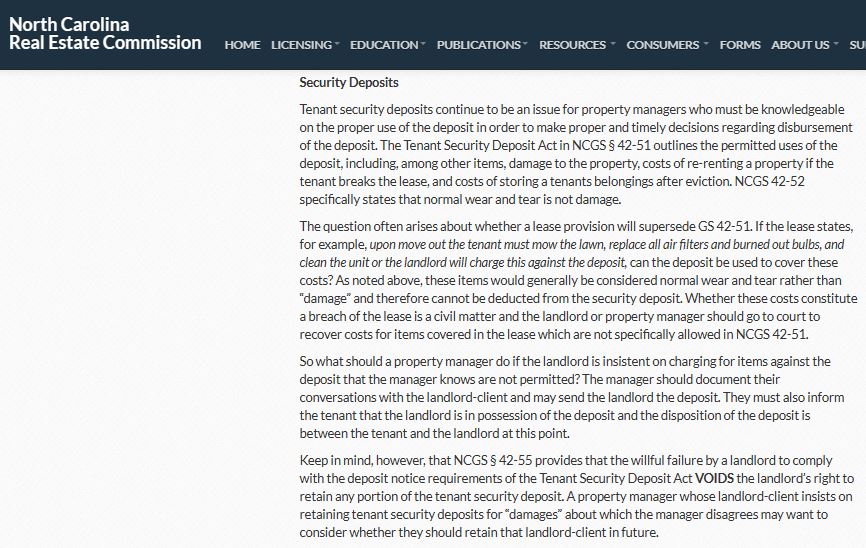 North Carolina
Real Estate Commission
HOME LICENSING EDUCATION PUBLICATIONS RESOURCES CONSUMERS FORMS ABOUT US
Security Deposits
Tenant security deposits continue to be an issue for property managers who must be knowledgeable
on the proper use of the deposit in order to make proper and timely decisions regarding disbursement
of the deposit. The Tenant Security Deposit Act in NCGS § 42-51 outlines the permitted uses of the
deposit, including, among other items, damage to the property, costs of re-renting a property if the
tenant breaks the lease, and costs of storing a tenants belongings after eviction. NCGS 42-52
specifically states that normal wear and tear is not damage.
The question often arises about whether a lease provision will supersede GS 42-51. If the lease states,
for example, upon move out the tenant must mow the lawn, replace all air filters and burned out bulbs, and
clean the unit or the landlord will charge this against the deposit, can the deposit be used to cover these
costs? As noted above, these items would generally be considered normal wear and tear rather than
“damage” and therefore cannot be deducted from the security deposit. Whether these costs constitute
a breach of the lease is a civil matter and the landlord or property manager should go to court to
recover costs for items covered in the lease which are not specifically allowed in NCGS 42-51.
So what should a property manager do if the landlord is insistent on charging for items against the
deposit that the manager knows are not permitted? The manager should document their
conversations with the landlord-client and may send the landlord the deposit. They must also inform
the tenant that the landlord is in possession of the deposit and the disposition of the deposit is
between the tenant and the landlord at this point.
Keep in mind, however, that NCGS § 42-55 provides that the willful failure by a landlord to comply
with the deposit notice requirements of the Tenant Security Deposit Act VOIDS the landlord’s right to
retain any portion of the tenant security deposit. A property manager whose landlord-client insists on
retaining tenant security deposits for “damages” about which the manager disagrees may want to
consider whether they should retain that landlord-client in future.